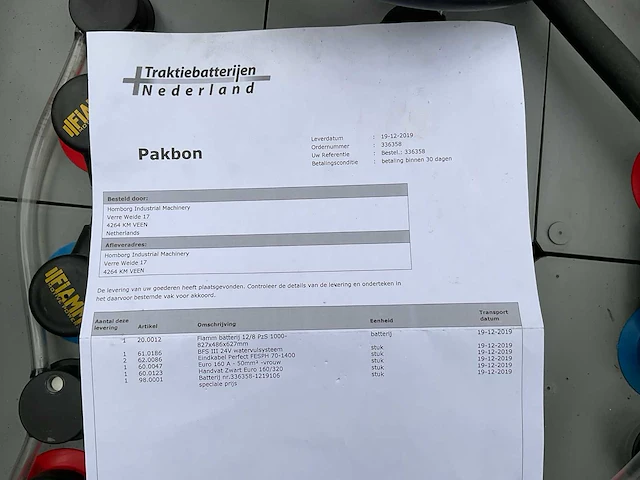 Traktiebatterijen
Nederland
Pakbon
Leverdatum : 19-12-2019
Ordernummer : 336358
Uw Referentie : Bestel.: 336358
Betalingsconditie : betaling binnen 30 dagen
Besteld door:
Homborg Industrial Machinery
Verre Weide 17
4264 KM VEEN
Netherlands
Afleveradres:
Homborg Industrial Machinery
Verre Weide 17
4264 KM VEEN
De levering van uw goederen heeft plaatsgevonden. Controleer de details van de levering en onderteken in
het daarvoor bestemde vak voor akkoord.
Aantal deze levering Artikel Omschrijving Eenheid Transport datum
1 20.0012 Fiamm batterij 12/8 PzS 1000- batterij 19-12-2019
827x486x627mm
1 61.0186 BFS III 24V watervulsysteem stuk 19-12-2019
2 62.0086 Eindkabel Perfect FESPH 70-1400 stuk 19-12-2019
1 60.0047 Euro 160 A - 50mm² -vrouw stuk 19-12-2019
1 60.0123 Handvat Zwart Euro 160/320 stuk 19-12-2019
1 98.0001 Batterij nr.336358-1219106 stuk 19-12-2019
speciale prijs
FIAMM
FIAMM